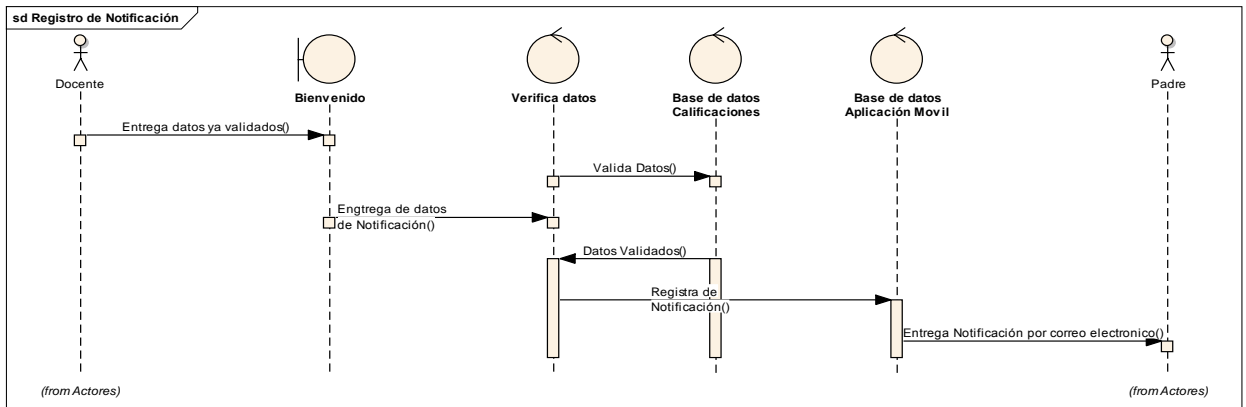 sd Registro de Notificación
Docente
Bienvenido
Verifica datos
Base de datos
Calificaciones
Base de datos
Aplicación Movil
Padre
Entrega datos ya validados()
Valida Datos()
Engtrega de datos
de Notificación()
Datos Validados()
Registra de
Notificación()
Entrega Notificación por correo electronico()
(from Actores)
(from Actores)